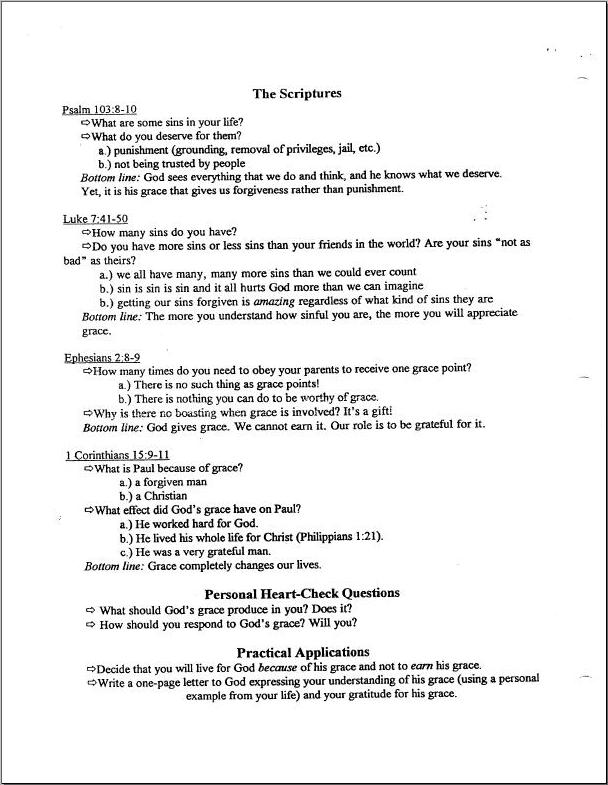 The Scriptures
Psalm 103:8-10
⇨What are some sins in your life?
⇨What do you deserve for them?
a.) punishment (grounding, removal of privileges, jail, etc.)
b.) not being trusted by people
Bottom line: God sees everything that we do and think, and he knows what we deserve.
Yet, it is his grace that gives us forgiveness rather than punishment.
Luke 7:41-50
⇨How many sins do you have?
⇨Do you have more sins or less sins than your friends in the world? Are your sins “not as
bad” as theirs?
a.) we all have many, many more sins than we could ever count
b.) sin is sin is sin and it all hurts God more than we can imagine
b.) getting our sins forgiven is amazing regardless of what kind of sins they are
Bottom line: The more you understand how sinful you are, the more you will appreciate
grace.
Ephesians 2:8-9
⇨How many times do you need to obey your parents to receive one grace point?
a.) There is no such thing as grace points!
b.) There is nothing you can do to be worthy of grace.
⇨Why is there no boasting when grace is involved? It’s a gift!
Bottom line: God gives grace. We cannot earn it. Our role is to be grateful for it.
1 Corinthians 15:9-11
⇨What is Paul because of grace?
a.) a forgiven man
b.) a Christian
⇨What effect did God’s grace have on Paul?
a.) He worked hard for God.
b.) He lived his whole life for Christ (Philippians 1:21).
c.) He was a very grateful man.
Bottom line: Grace completely changes our lives.
Personal Heart-Check Questions
⇨ What should God’s grace produce in you? Does it?
⇨ How should you respond to God’s grace? Will you?
Practical Applications
⇨Decide that you will live for God because of his grace and not to earn his grace.
⇨Write a one-page letter to God expressing your understanding of his grace (using a personal
example from your life) and your gratitude for his grace.